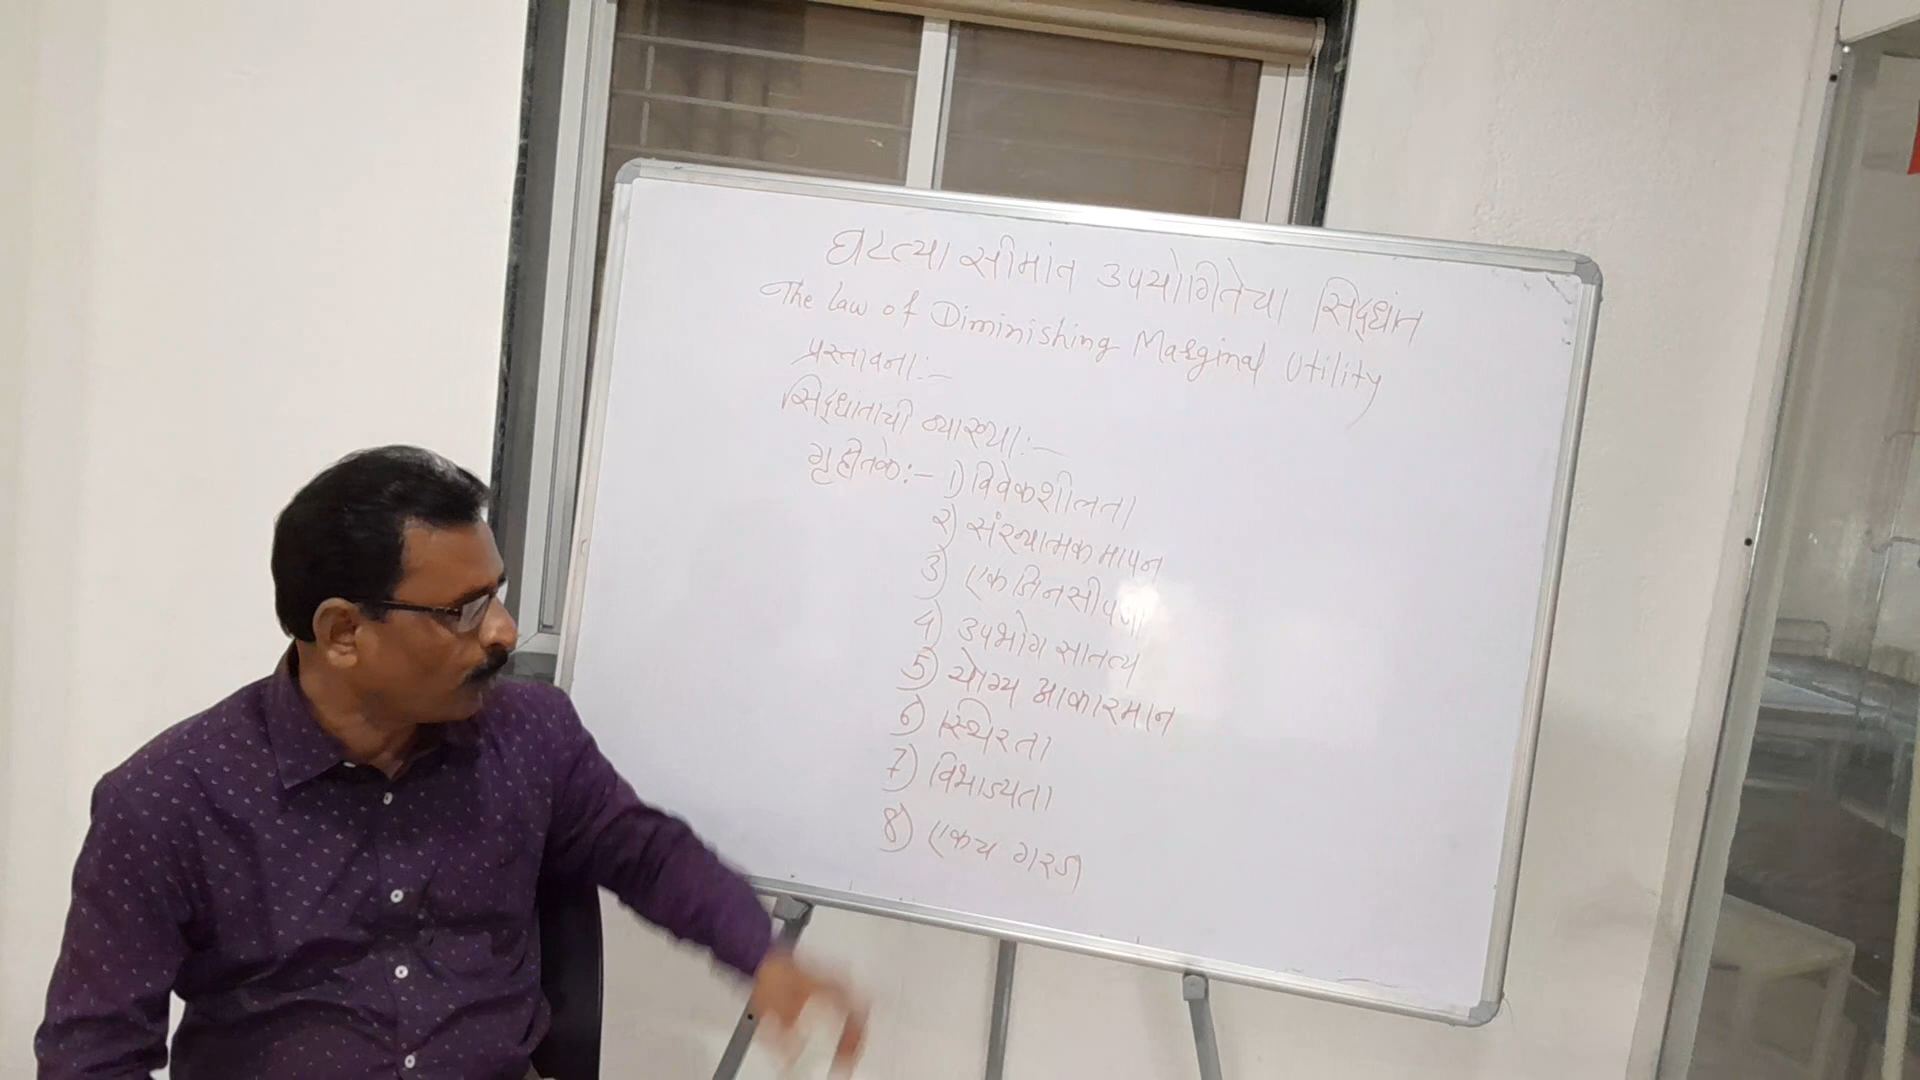 घटत्या सीमांत उपयोगितेचा सिद्धांत
The Law of Diminishing Marginal Utility
प्रस्तावना:-
सिद्धांताची व्याख्या:-
गृहीतके:- 1) विवेकशीलता
२) संख्यात्मक मापन
3) एकजिनसीपणा
4) उपभोग सातत्य
5) योग्य आकारमान
6) स्थिरता
7) विभाज्यता
8) एकच गरज